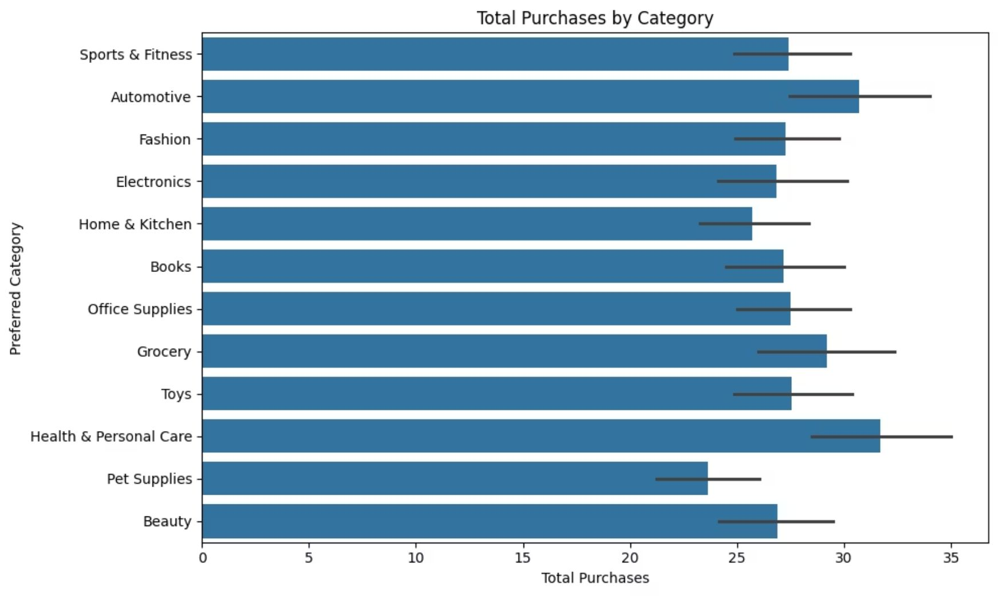 Total Purchases by Category
Preferred Category
Sports & Fitness
Automotive
Fashion
Electronics
Home & Kitchen
Books
Office Supplies
Grocery
Toys
Health & Personal Care
Pet Supplies
Beauty
0 5 10 15 20 25 30 35
Total Purchases